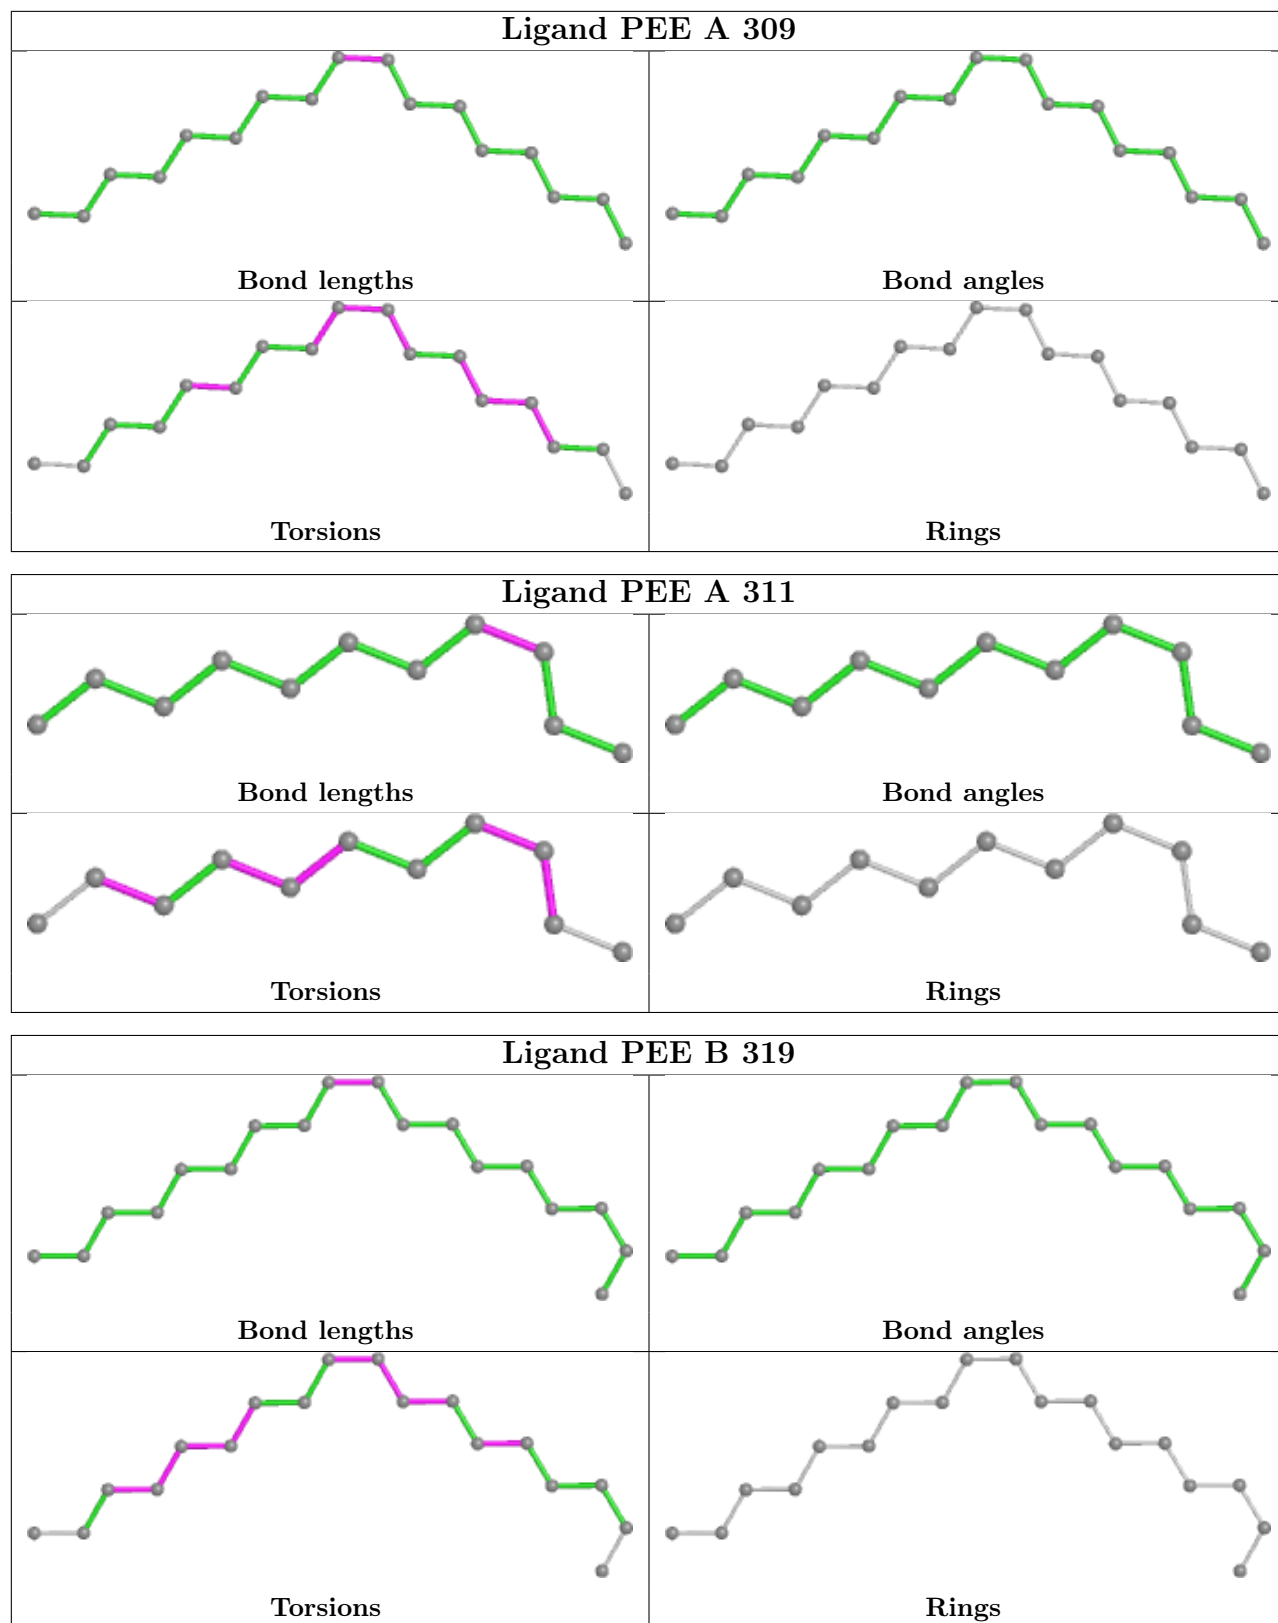 Ligand PEE A 309
Bond lengths
Bond angles
Torsions
Rings
Ligand PEE A 311
Bond lengths
Bond angles
Torsions
Rings
Ligand PEE B 319
Bond lengths
Bond angles
Torsions
Rings